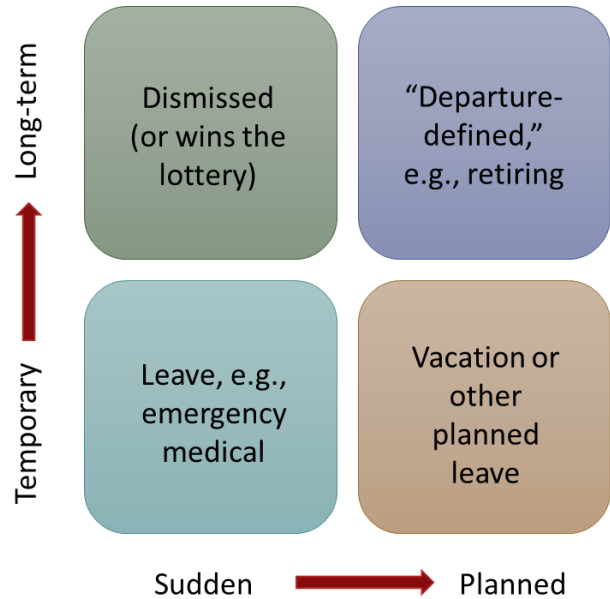 Long-term
Temporary
Dismissed
(or wins the
lottery)
“Departure-
defined,”
e.g., retiring
Leave, e.g.,
emergency
medical
Vacation or
other
planned
leave
Sudden
Planned